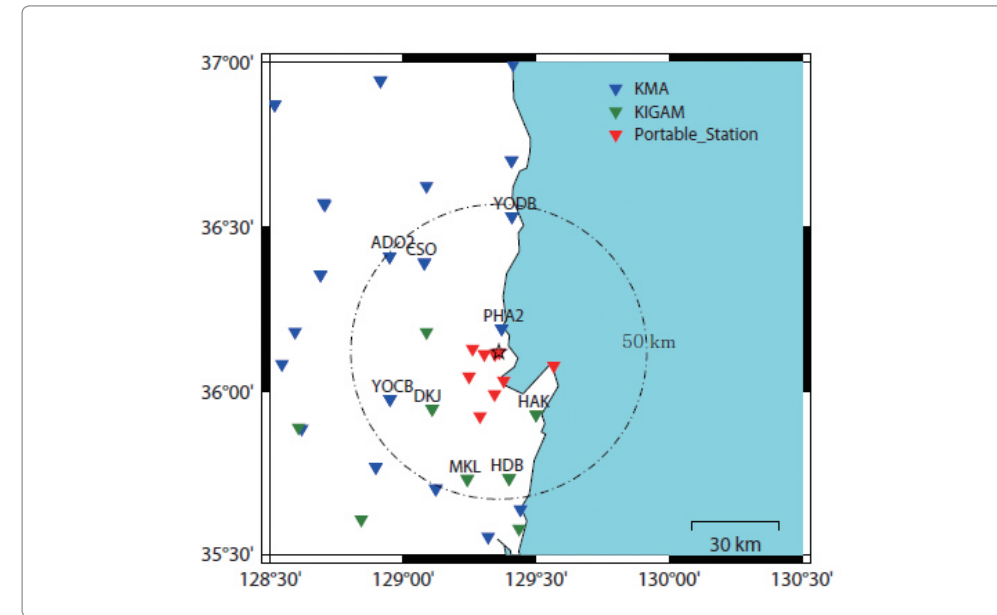 37°00'
KMA
KIGAM
Portable_Station
YODB
36°30'
ADO2
CSO
PHA2
50 km
36°00'
YOCB
DKJ
HAK
MKL
HDB
30 km
35°30'
128°30' 129°00' 129°30' 130°00' 130°30'